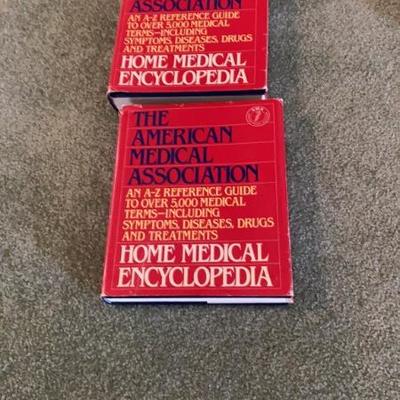 ASSOCIATION
AN A-Z REFERENCE GUIDE
TO OVER 5,000 MEDICAL
TERMS—INCLUDING
SYMPTOMS, DISEASES, DRUGS
AND TREATMENTS
HOME MEDICAL
ENCYCLOPEDIA
THE
AMERICAN
MEDICAL
ASSOCIATION
AN A-Z REFERENCE GUIDE
TO OVER 5,000 MEDICAL
TERMS—INCLUDING
SYMPTOMS, DISEASES, DRUGS
AND TREATMENTS
HOME MEDICAL
ENCYCLOPEDIA